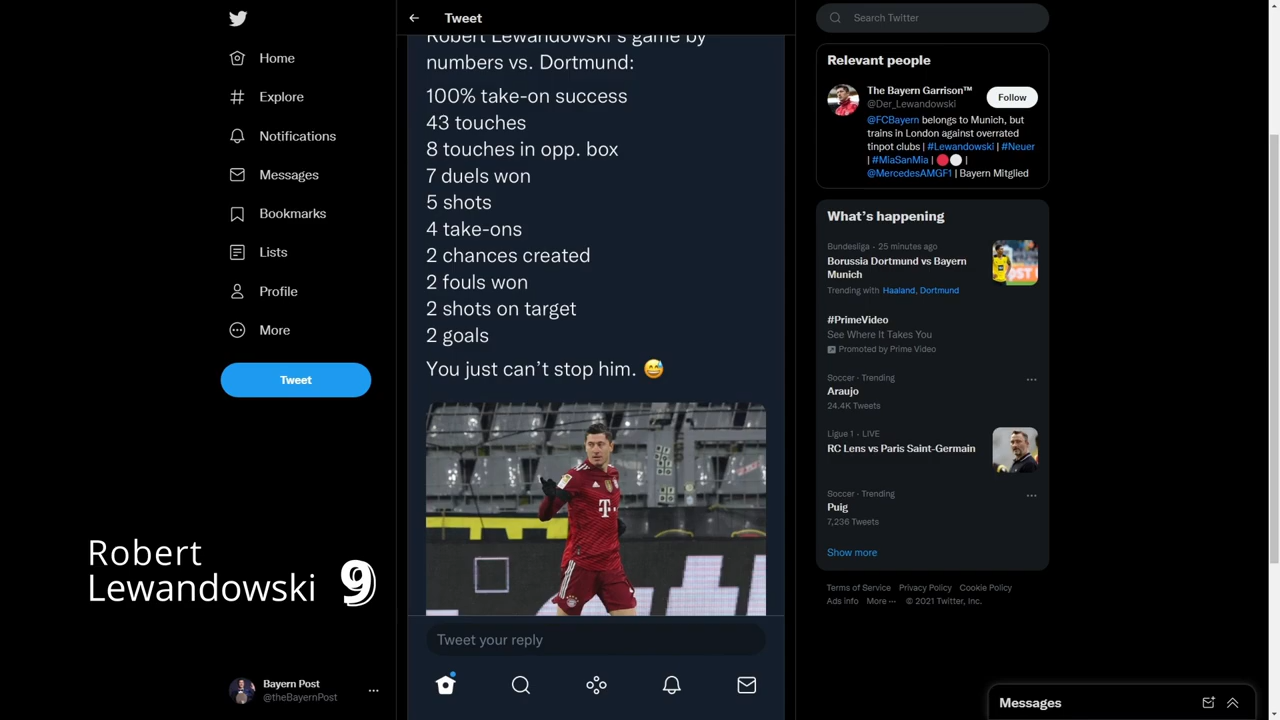 Home
Explore
Notifications
Messages
Bookmarks
Lists
Profile
More
Tweet
Robert
Lewandowski 9
Bayern Post
@theBayernPost
Tweet
Robert Lewandowski's game by
numbers vs. Dortmund:
100% take-on success
43 touches
8 touches in opp. box
7 duels won
5 shots
4 take-ons
2 chances created
2 fouls won
2 shots on target
2 goals
You just can't stop him. 😅
T
Tweet your reply
Search Twitter
Relevant people
The Bayern Garrison™
@Der_Lewandowski
Follow
@FCBayern belongs to Munich, but
trains in London against overrated
tinpot clubs | #Lewandowski | #Neuer
| #MiaSanMia | 🔴⚪ |
@MercedesAMGF1 | Bayern Mitglied
What's happening
Bundesliga · 25 minutes ago
Borussia Dortmund vs Bayern
Munich
Trending with Haaland, Dortmund
#PrimeVideo
See Where It Takes You
Promoted by Prime Video
Soccer · Trending
Araujo
24.4K Tweets
Ligue 1 · LIVE
RC Lens vs Paris Saint-Germain
Soccer · Trending
Puig
7,236 Tweets
Show more
Terms of Service Privacy Policy Cookie Policy
Ads info More ··· © 2021 Twitter, Inc.
Messages